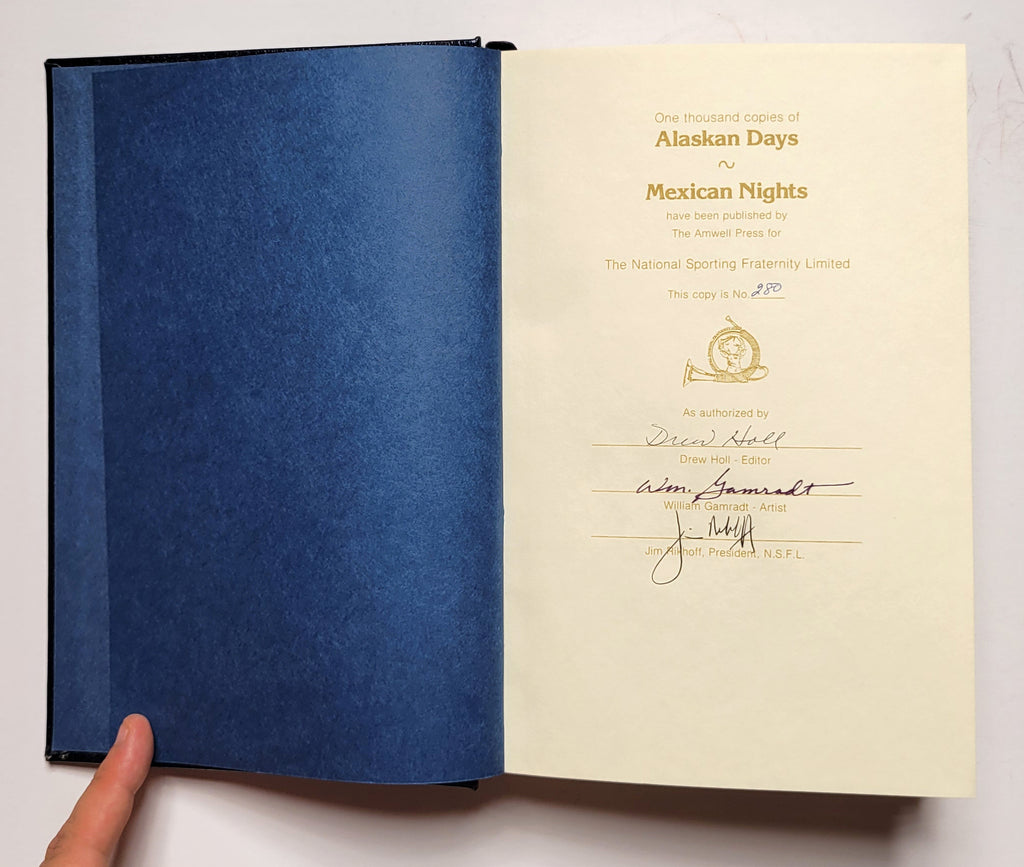 One thousand copies of
Alaskan Days
~
Mexican Nights
have been published by
The Amwell Press for
The National Sporting Fraternity Limited
This copy is No. 280
As authorized by
Drew Holl
Drew Holl - Editor
Wm. Gamradt
William Gamradt - Artist
Jim Rikhoff
Jim Rikhoff, President, N.S.F.L.